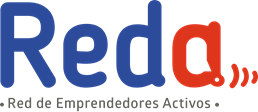 Reda
• Red de Emprendedores Activos •